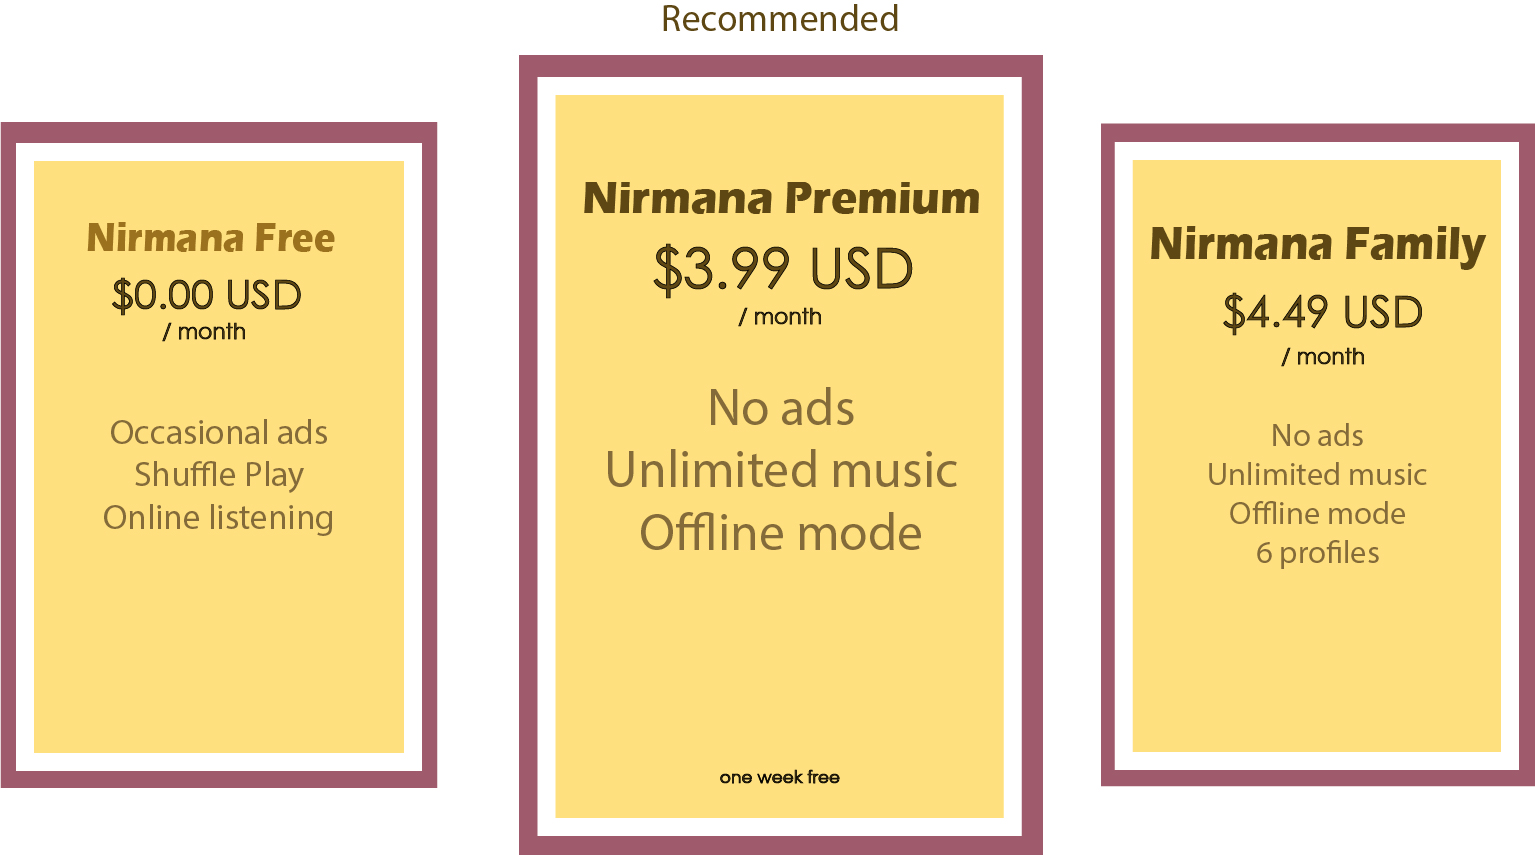 Recommended
Nirmana Free
$0.00 USD
/ month
Occasional ads
Shuffle Play
Online listening
Nirmana Premium
$3.99 USD
/ month
No ads
Unlimited music
Offline mode
one week free
Nirmana Family
$4.49 USD
/ month
No ads
Unlimited music
Offline mode
6 profiles